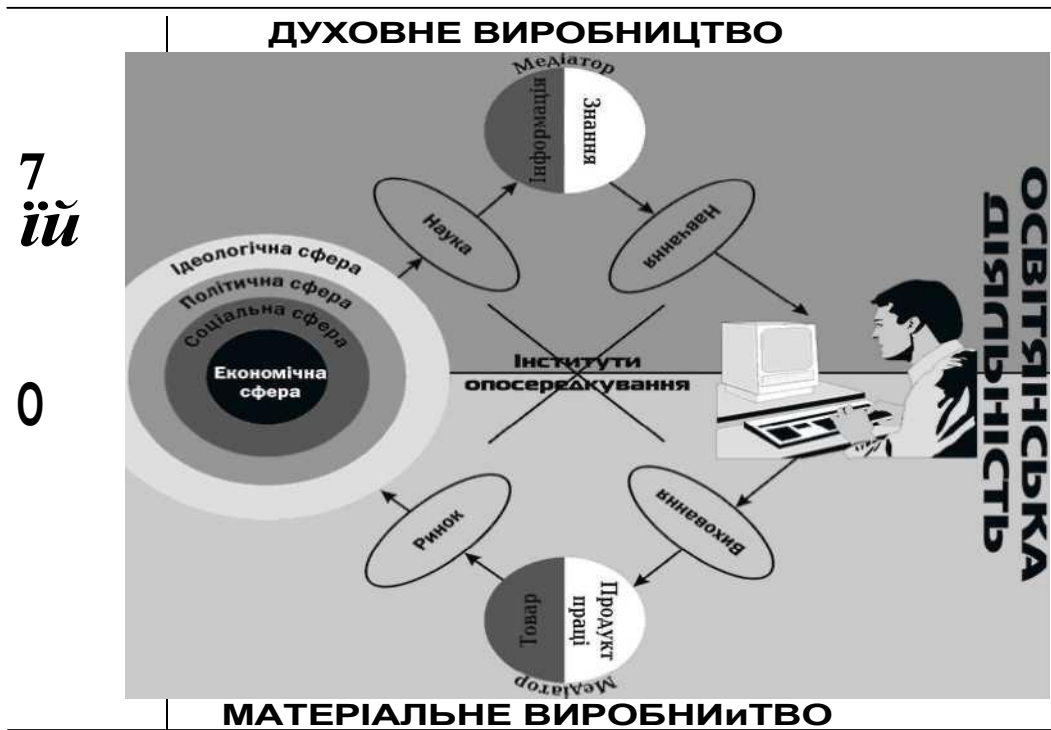 ДУХОВНЕ ВИРОБНИЦТВО
Медіатор
Інформація
Знання
7
їй
Наука
Навчання
ОСВІТЯНСЬКА
ДІЯЛЬНІСТЬ
Ідеологічна сфера
Політична сфера
Соціальна сфера
Економічна
сфера
Інститути
опосередкування
0
Ринок
Виховання
Товар
Продукт
праці
Медіатор
МАТЕРІАЛЬНЕ ВИРОБНИиТВО